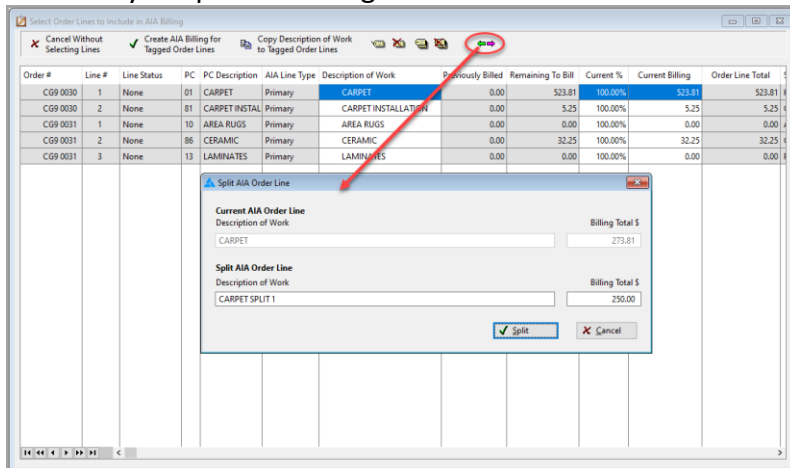 Select Order Lines to Include in AIA Billing
Cancel Without Selecting Lines
Create AIA Billing for Tagged Order Lines
Copy Description of Work to Tagged Order Lines
Order # Line # Line Status PC PC Description AIA Line Type Description of Work Previously Billed Remaining To Bill Current % Current Billing Order Line Total
CG9 0030 1 None 01 CARPET Primary CARPET 0.00 523.81 100.00% 523.81 523.81
CG9 0030 2 None 81 CARPET INSTAL Primary CARPET INSTALLATION 0.00 5.25 100.00% 5.25 5.25
CG9 0031 1 None 10 AREA RUGS Primary AREA RUGS 0.00 0.00 100.00% 0.00 0.00
CG9 0031 2 None 86 CERAMIC Primary CERAMIC 0.00 32.25 100.00% 32.25 32.25
CG9 0031 3 None 13 LAMINATES Primary LAMINATES 0.00 0.00 100.00% 0.00 0.00
Split AIA Order Line
Current AIA Order Line
Description of Work Billing Total $
CARPET 273.81
Split AIA Order Line
Description of Work Billing Total $
CARPET SPLIT 1 250.00
Split Cancel